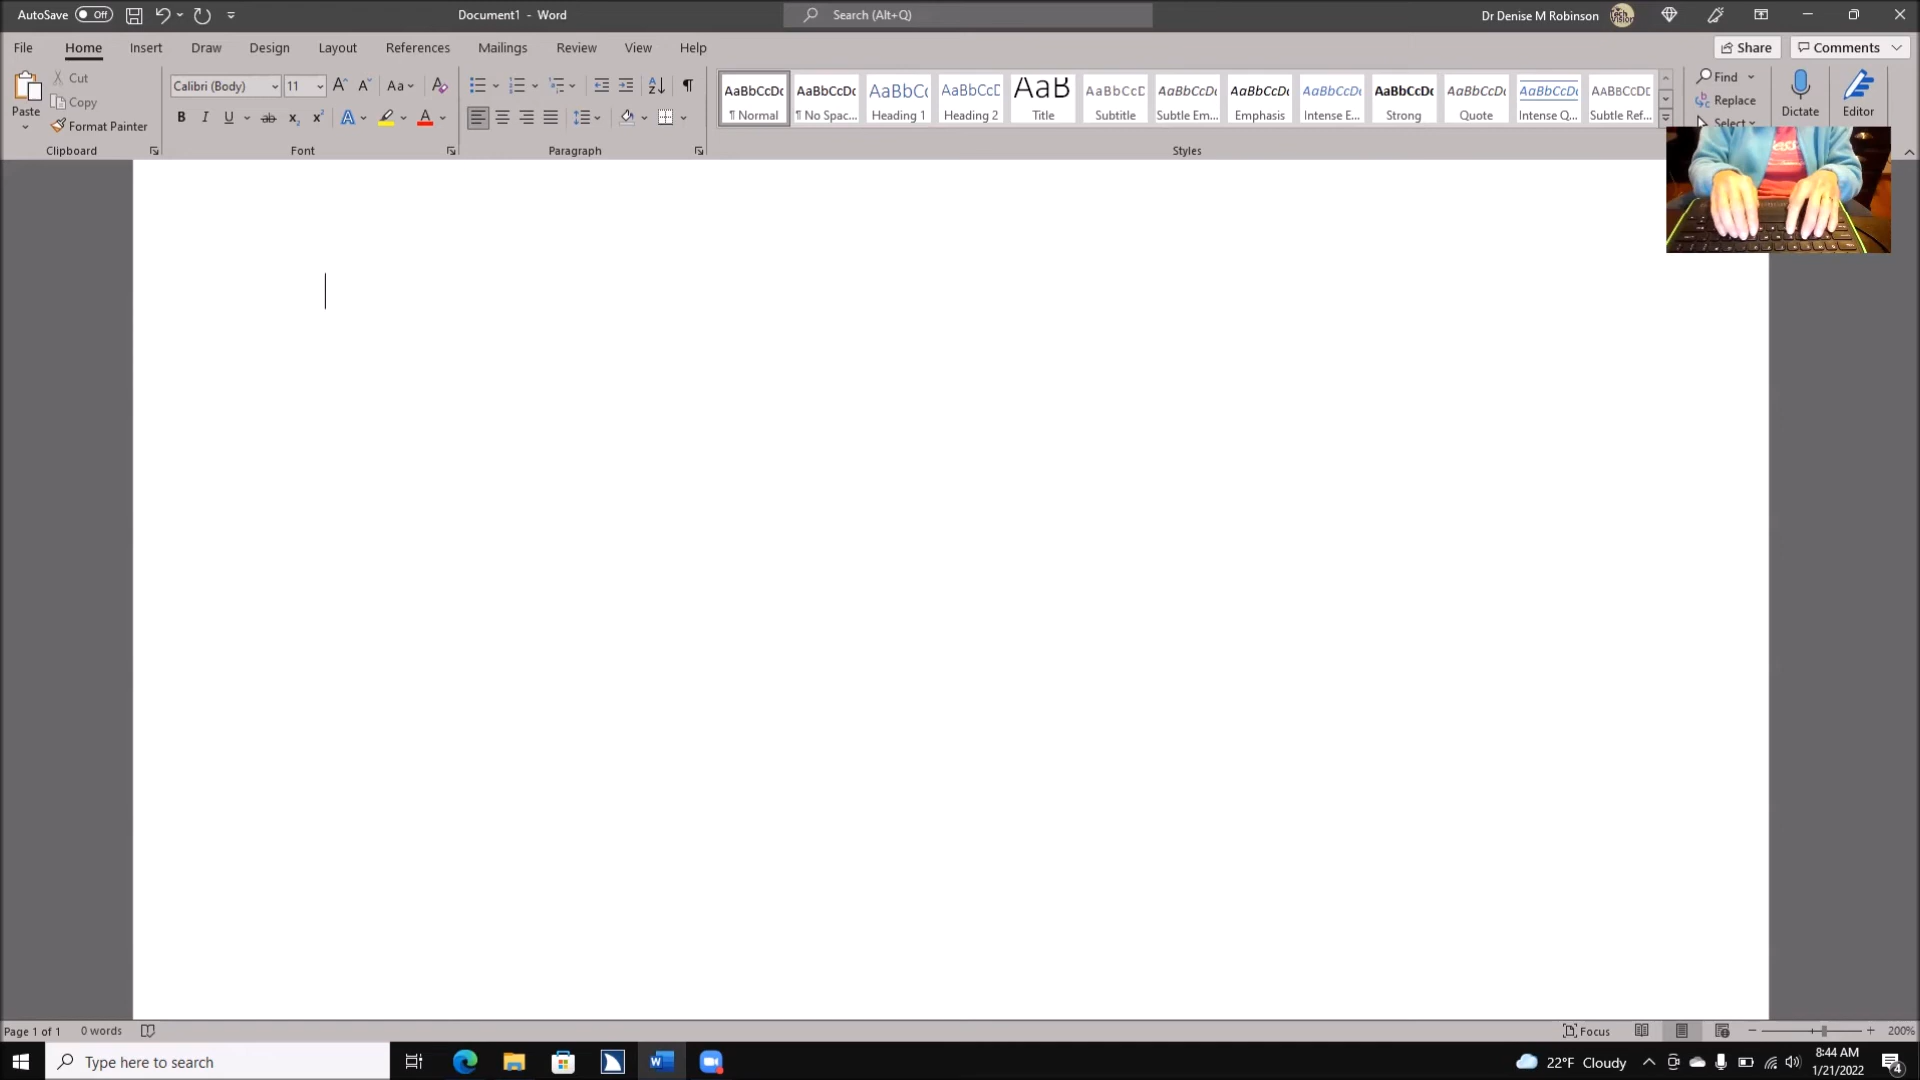 AutoSave Off Document1 - Word Search (Alt+Q) Dr Denise M Robinson
File Home Insert Draw Design Layout References Mailings Review View Help Share Comments
Paste
Cut
Copy
Format Painter
Clipboard
Calibri (Body) 11
Font
Paragraph
AaBbCcDc AaBbCcDc AaBbC AaBbCcD AaB AaBbCcD AaBbCcDc AaBbCcDc AaBbCcDc AaBbCcDc AaBbCcDc AaBbCcDc AABBCCDD
¶ Normal ¶ No Spac... Heading 1 Heading 2 Title Subtitle Subtle Em... Emphasis Intense E... Strong Quote Intense Q... Subtle Ref...
Styles
Find
Replace
Select
Dictate
Editor
Page 1 of 1 0 words Focus 200%
Type here to search 22°F Cloudy 8:44 AM
1/21/2022
4